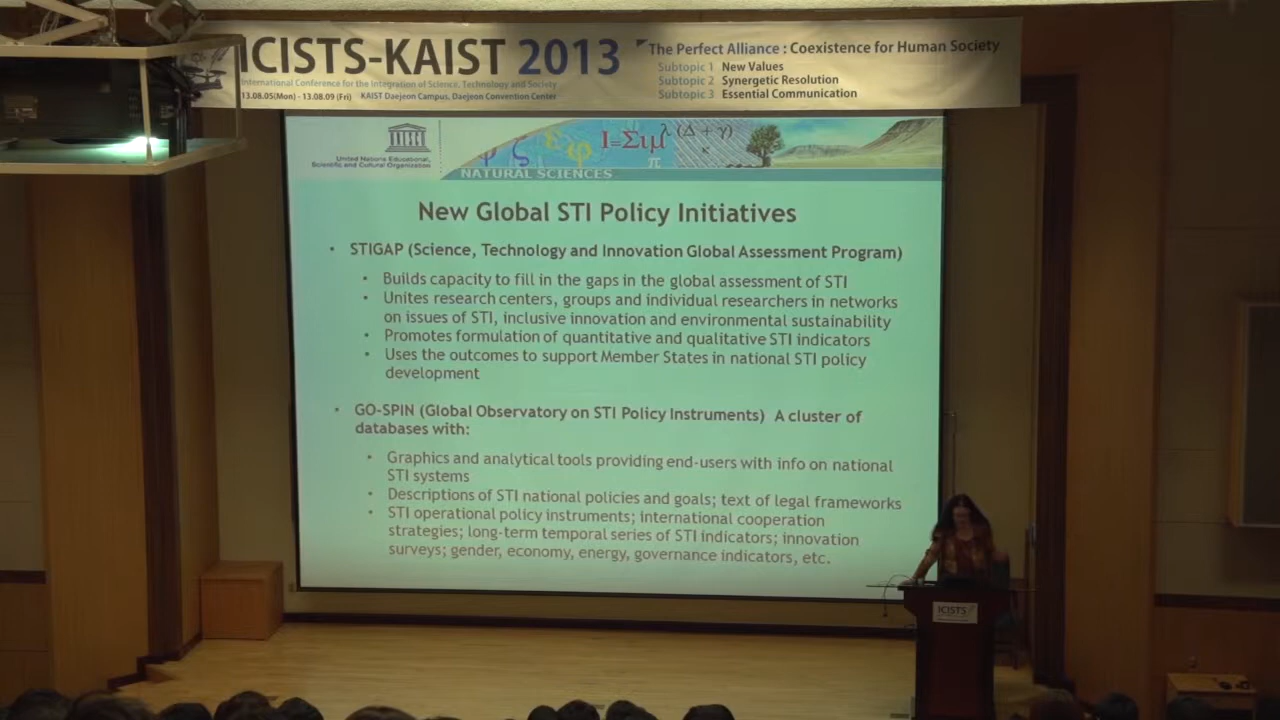 ICISTS-KAIST 2013
International Conference for the Integration of Science, Technology and Society
13.08.05(Mon) - 13.08.09 (Fri) KAIST Daejeon Campus, Daejeon Convention Center
The Perfect Alliance : Coexistence for Human Society
Subtopic 1 New Values
Subtopic 2 Synergetic Resolution
Subtopic 3 Essential Communication
United Nations Educational,
Scientific and Cultural Organization
I=Σιμλ(Δ+γ)
κ
π
ψ ζ ξ φ
NATURAL SCIENCES
New Global STI Policy Initiatives
• STIGAP (Science, Technology and Innovation Global Assessment Program)
• Builds capacity to fill in the gaps in the global assessment of STI
• Unites research centers, groups and individual researchers in networks
on issues of STI, inclusive innovation and environmental sustainability
• Promotes formulation of quantitative and qualitative STI indicators
• Uses the outcomes to support Member States in national STI policy
development
• GO-SPIN (Global Observatory on STI Policy Instruments) A cluster of
databases with:
• Graphics and analytical tools providing end-users with info on national
STI systems
• Descriptions of STI national policies and goals; text of legal frameworks
• STI operational policy instruments; international cooperation
strategies; long-term temporal series of STI indicators; innovation
surveys; gender, economy, energy, governance indicators, etc.
ICISTS